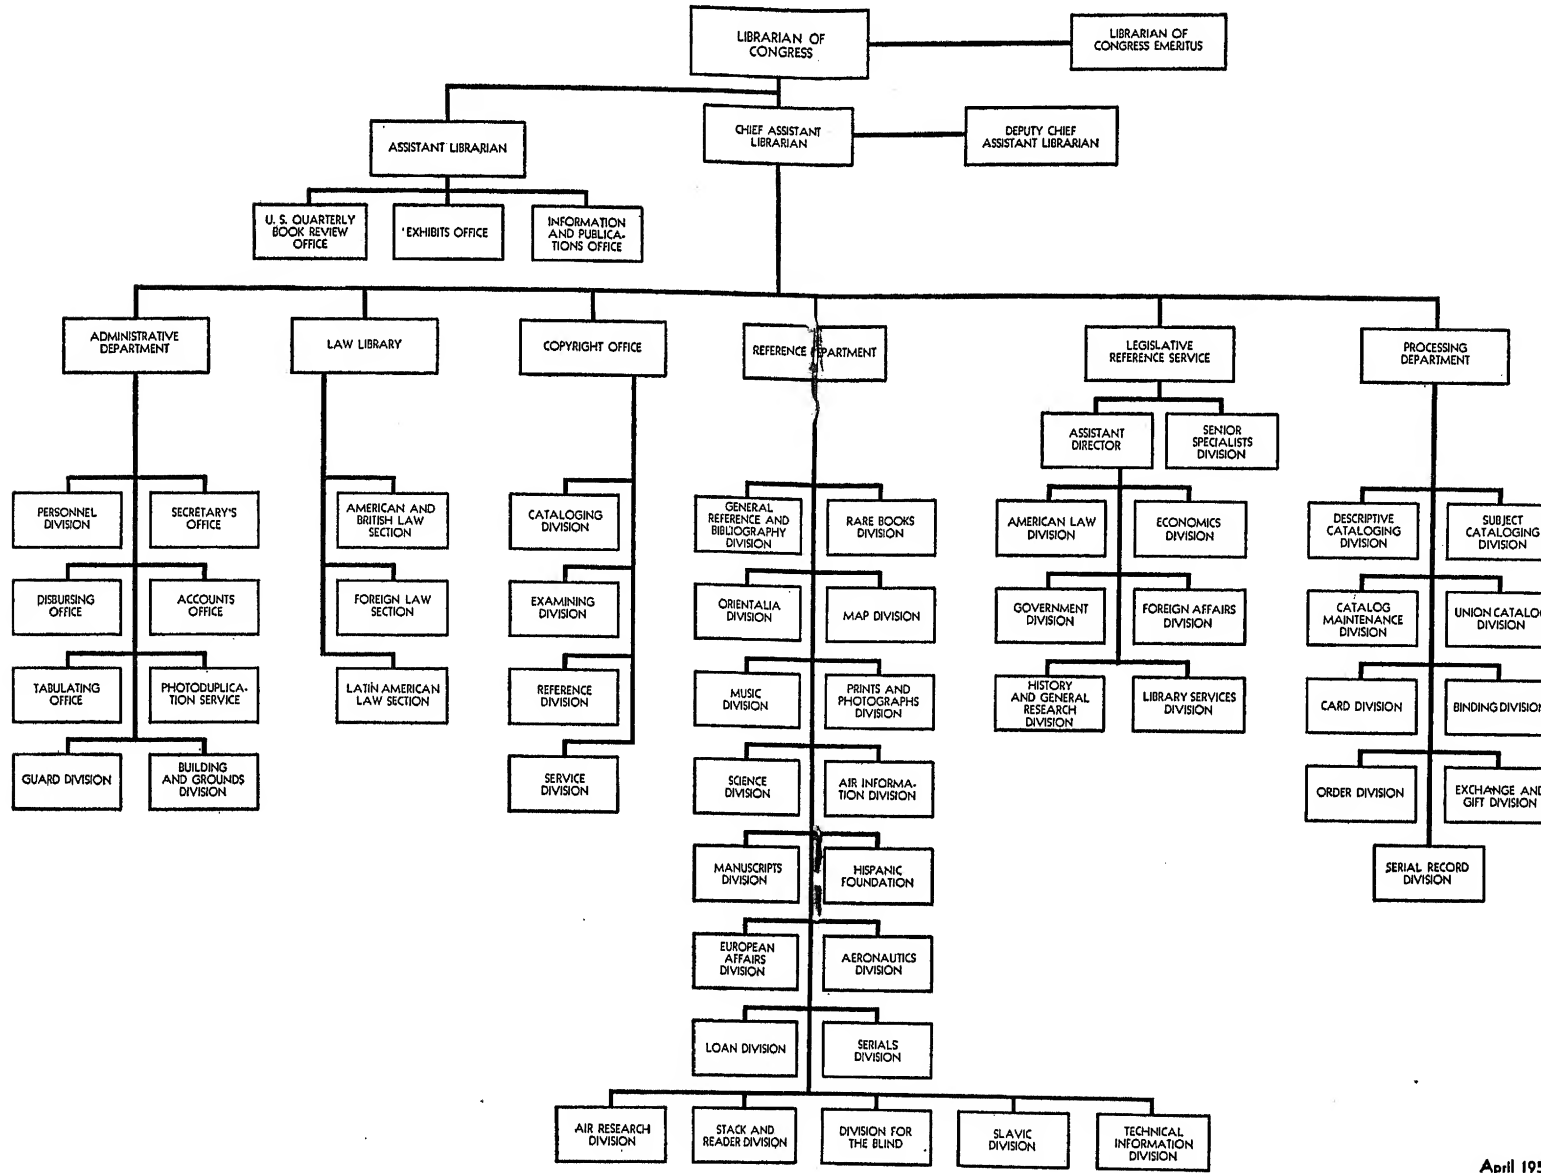 LIBRARIAN OF
CONGRESS
LIBRARIAN OF
CONGRESS EMERITUS
ASSISTANT LIBRARIAN
CHIEF ASSISTANT
LIBRARIAN
DEPUTY CHIEF
ASSISTANT LIBRARIAN
U. S. QUARTERLY
BOOK REVIEW
OFFICE
EXHIBITS OFFICE
INFORMATION
AND PUBLICA-
TIONS OFFICE
ADMINISTRATIVE
DEPARTMENT
LAW LIBRARY
COPYRIGHT OFFICE
REFERENCE PARTMENT
LEGISLATIVE
REFERENCE SERVICE
PROCESSING
DEPARTMENT
ASSISTANT
DIRECTOR
SENIOR
SPECIALISTS
DIVISION
PERSONNEL
DIVISION
SECRETARY'S
OFFICE
AMERICAN AND
BRITISH LAW
SECTION
CATALOGING
DIVISION
GENERAL
REFERENCE AND
BIBLIOGRAPHY
DIVISION
RARE BOOKS
DIVISION
AMERICAN LAW
DIVISION
ECONOMICS
DIVISION
DESCRIPTIVE
CATALOGING
DIVISION
SUBJECT
CATALOGING
DIVISION
DISBURSING
OFFICE
ACCOUNTS
OFFICE
FOREIGN LAW
SECTION
EXAMINING
DIVISION
ORIENTALIA
DIVISION
MAP DIVISION
GOVERNMENT
DIVISION
FOREIGN AFFAIRS
DIVISION
CATALOG
MAINTENANCE
DIVISION
UNION CATALO
DIVISION
TABULATING
OFFICE
PHOTODUPLICA-
TION SERVICE
LATIN AMERICAN
LAW SECTION
REFERENCE
DIVISION
MUSIC
DIVISION
PRINTS AND
PHOTOGRAPHS
DIVISION
HISTORY
AND GENERAL
RESEARCH
DIVISION
LIBRARY SERVICES
DIVISION
CARD DIVISION
BINDING DIVISION
GUARD DIVISION
BUILDING
AND GROUNDS
DIVISION
SERVICE
DIVISION
SCIENCE
DIVISION
AIR INFORMA-
TION DIVISION
ORDER DIVISION
EXCHANGE AND
GIFT DIVISION
MANUSCRIPTS
DIVISION
HISPANIC
FOUNDATION
SERIAL RECORD
DIVISION
EUROPEAN
AFFAIRS
DIVISION
AERONAUTICS
DIVISION
LOAN DIVISION
SERIALS
DIVISION
AIR RESEARCH
DIVISION
STACK AND
READER DIVISION
DIVISION FOR
THE BLIND
SLAVIC
DIVISION
TECHNICAL
INFORMATION
DIVISION
April 195